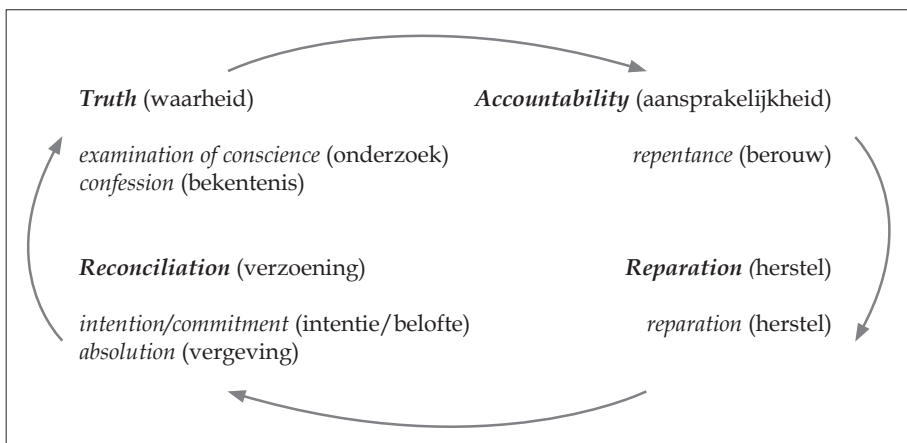 Truth (waarheid)
Accountability (aansprakelijkheid)
examination of conscience (onderzoek)
confession (bekentenis)
repentance (berouw)
Reconciliation (verzoening)
Reparation (herstel)
intention/commitment (intentie/belofte)
absolution (vergeving)
reparation (herstel)